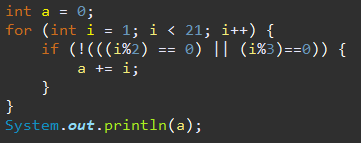 int a = 0;
for (int i = 1; i < 21; i++) {
    if (!(((i%2) == 0) || (i%3)==0)) {
        a += i;
    }
}
System.out.println(a);